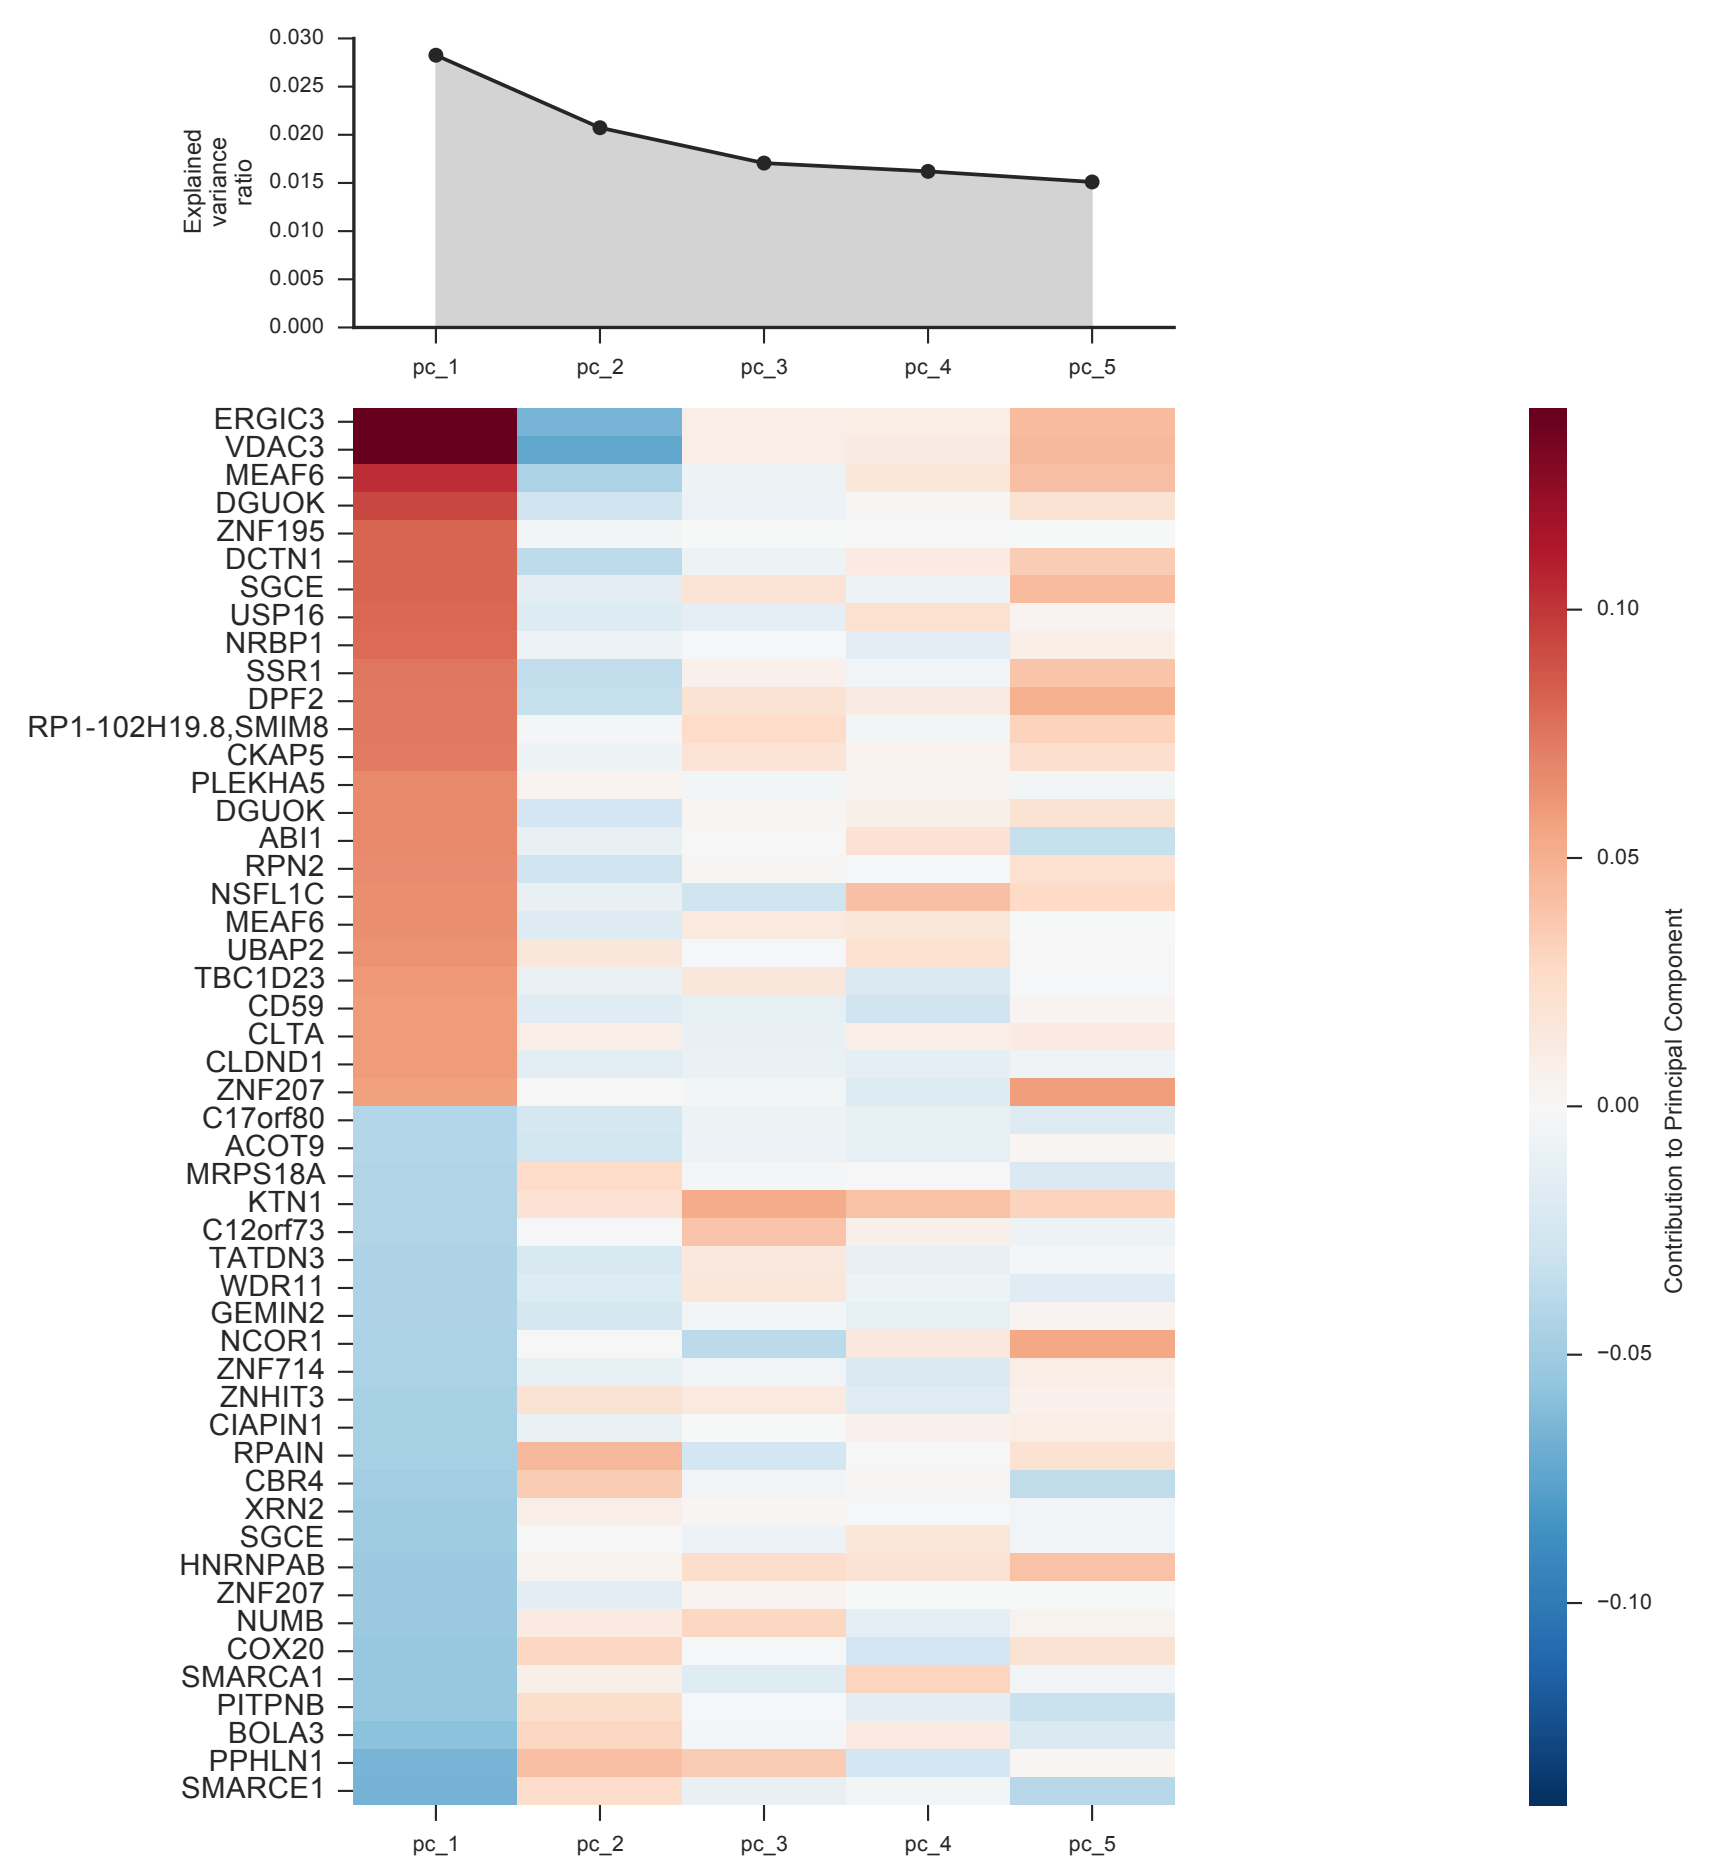 0.030
0.025
0.020
0.015
0.010
0.005
0.000
Explained
variance
ratio
pc_1 pc_2 pc_3 pc_4 pc_5
ERGIC3
VDAC3
MEAF6
DGUOK
ZNF195
DCTN1
SGCE
USP16
NRBP1
SSR1
DPF2
RP1-102H19.8,SMIM8
CKAP5
PLEKHA5
DGUOK
ABI1
RPN2
NSFL1C
MEAF6
UBAP2
TBC1D23
CD59
CLTA
CLDND1
ZNF207
C17orf80
ACOT9
MRPS18A
KTN1
C12orf73
TATDN3
WDR11
GEMIN2
NCOR1
ZNF714
ZNHIT3
CIAPIN1
RPAIN
CBR4
XRN2
SGCE
HNRNPAB
ZNF207
NUMB
COX20
SMARCA1
PITPNB
BOLA3
PPHLN1
SMARCE1
pc_1 pc_2 pc_3 pc_4 pc_5
0.10
0.05
0.00
−0.05
−0.10
Contribution to Principal Component